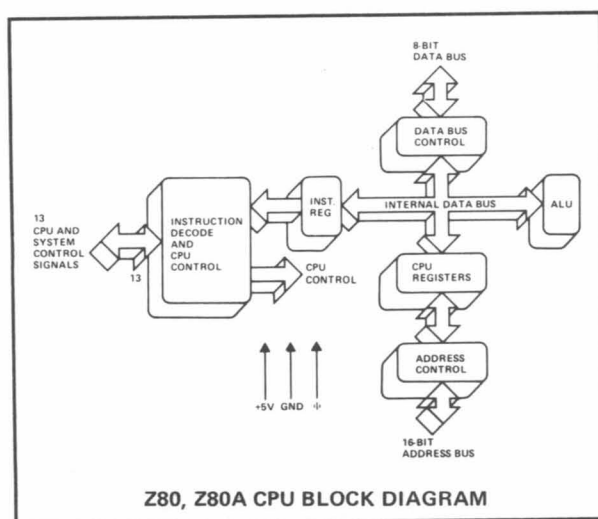 8-BIT
DATA BUS
DATA BUS
CONTROL
13
CPU AND
SYSTEM
CONTROL
SIGNALS
13
INSTRUCTION
DECODE
AND
CPU
CONTROL
INST.
REG
INTERNAL DATA BUS
ALU
CPU
CONTROL
CPU
REGISTERS
ADDRESS
CONTROL
+5V GND
16-BIT
ADDRESS BUS
Z80, Z80A CPU BLOCK DIAGRAM